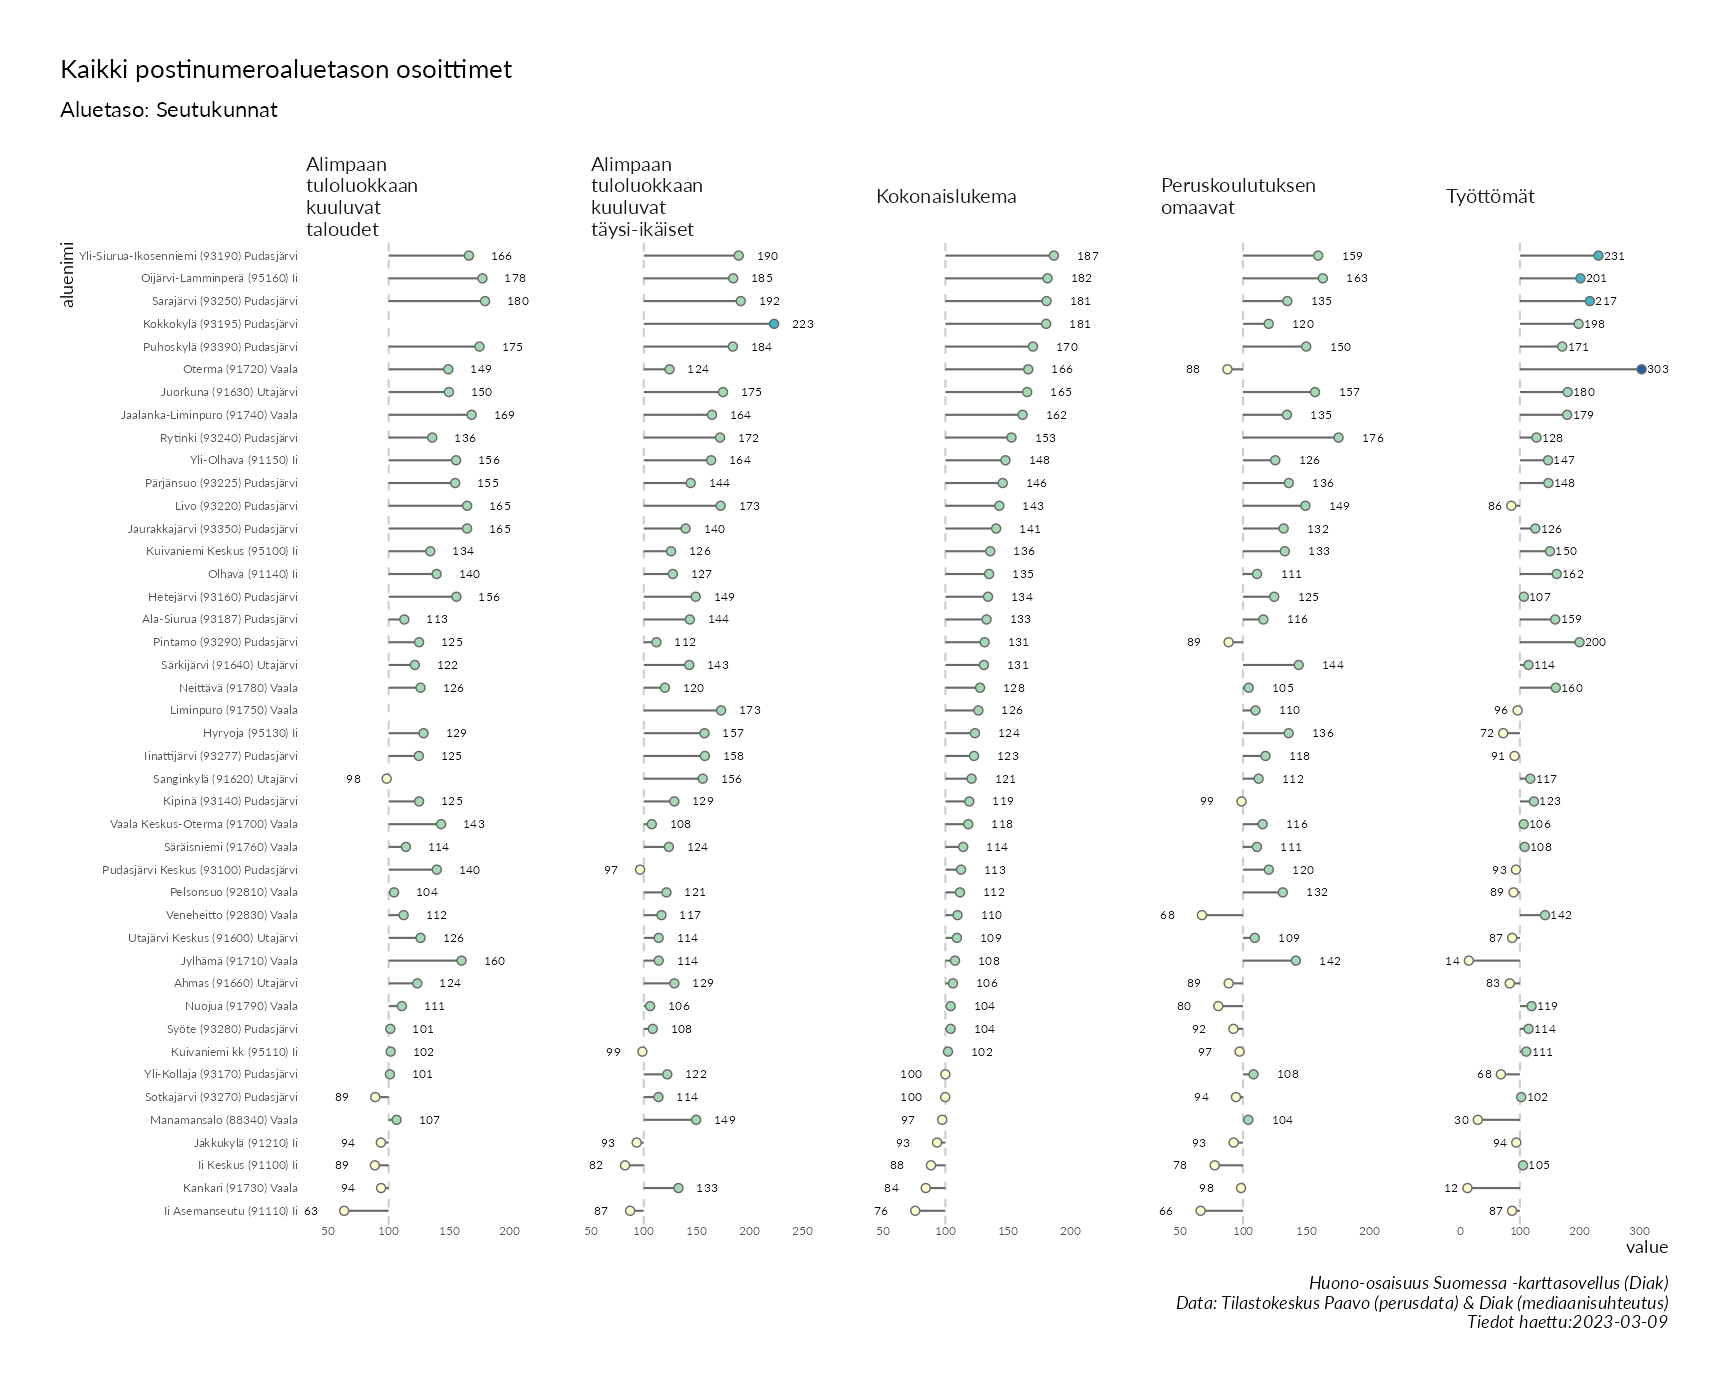 Kaikki postinumeroaluetason osoittimet
Aluetaso: Seutukunnat
Alimpaan
tuloluokkaan
kuuluvat
taloudet
Alimpaan
tuloluokkaan
kuuluvat
täysi-ikäiset
Kokonaislukema
Peruskoulutuksen
omaavat
Työttömät
aluenimi
Yli-Siurua-Ikosenniemi (93190) Pudasjärvi 166 190 187 159 231
Oijärvi-Lamminperä (95160) Ii 178 185 182 163 201
Sarajärvi (93250) Pudasjärvi 180 192 181 135 217
Kokkokylä (93195) Pudasjärvi 223 181 120 198
Puhoskylä (93390) Pudasjärvi 175 184 170 150 171
Oterma (91720) Vaala 149 124 166 88 303
Juorkuna (91630) Utajärvi 150 175 165 157 180
Jaalanka-Liminpuro (91740) Vaala 169 164 162 135 179
Rytinki (93240) Pudasjärvi 136 172 153 176 128
Yli-Olhava (91150) Ii 156 164 148 126 147
Pärjänsuo (93225) Pudasjärvi 155 144 146 136 148
Livo (93220) Pudasjärvi 165 173 143 149 86
Jaurakkajärvi (93350) Pudasjärvi 165 140 141 132 126
Kuivaniemi Keskus (95100) Ii 134 126 136 133 150
Olhava (91140) Ii 140 127 135 111 162
Hetejärvi (93160) Pudasjärvi 156 149 134 125 107
Ala-Siurua (93187) Pudasjärvi 113 144 133 116 159
Pintamo (93290) Pudasjärvi 125 112 131 89 200
Särkijärvi (91640) Utajärvi 122 143 131 144 114
Neittävä (91780) Vaala 126 120 128 105 160
Liminpuro (91750) Vaala 173 126 110 96
Hyryoja (95130) Ii 129 157 124 136 72
Iinattijärvi (93277) Pudasjärvi 125 158 123 118 91
Sanginkylä (91620) Utajärvi 98 156 121 112 117
Kipinä (93140) Pudasjärvi 125 129 119 99 123
Vaala Keskus-Oterma (91700) Vaala 143 108 118 116 106
Säräisniemi (91760) Vaala 114 124 114 111 108
Pudasjärvi Keskus (93100) Pudasjärvi 140 97 113 120 93
Pelsonsuo (92810) Vaala 104 121 112 132 89
Veneheitto (92830) Vaala 112 117 110 68 142
Utajärvi Keskus (91600) Utajärvi 126 114 109 109 87
Jylhämä (91710) Vaala 160 114 108 142 14
Ahmas (91660) Utajärvi 124 129 106 89 83
Nuojua (91790) Vaala 111 106 104 80 119
Syöte (93280) Pudasjärvi 101 108 104 92 114
Kuivaniemi kk (95110) Ii 102 99 102 97 111
Yli-Kollaja (93170) Pudasjärvi 101 122 100 108 68
Sotkajärvi (93270) Pudasjärvi 89 114 100 94 102
Manamansalo (88340) Vaala 107 149 97 104 30
Jakkukylä (91210) Ii 94 93 93 93 94
Ii Keskus (91100) Ii 89 82 88 78 105
Kankari (91730) Vaala 94 133 84 98 12
Ii Asemanseutu (91110) Ii 63 87 76 66 87
50 100 150 200 50 100 150 200 250 50 100 150 200 50 100 150 200 0 100 200 300
value
Huono-osaisuus Suomessa -karttasovellus (Diak)
Data: Tilastokeskus Paavo (perusdata) & Diak (mediaanisuhteutus)
Tiedot haettu:2023-03-09